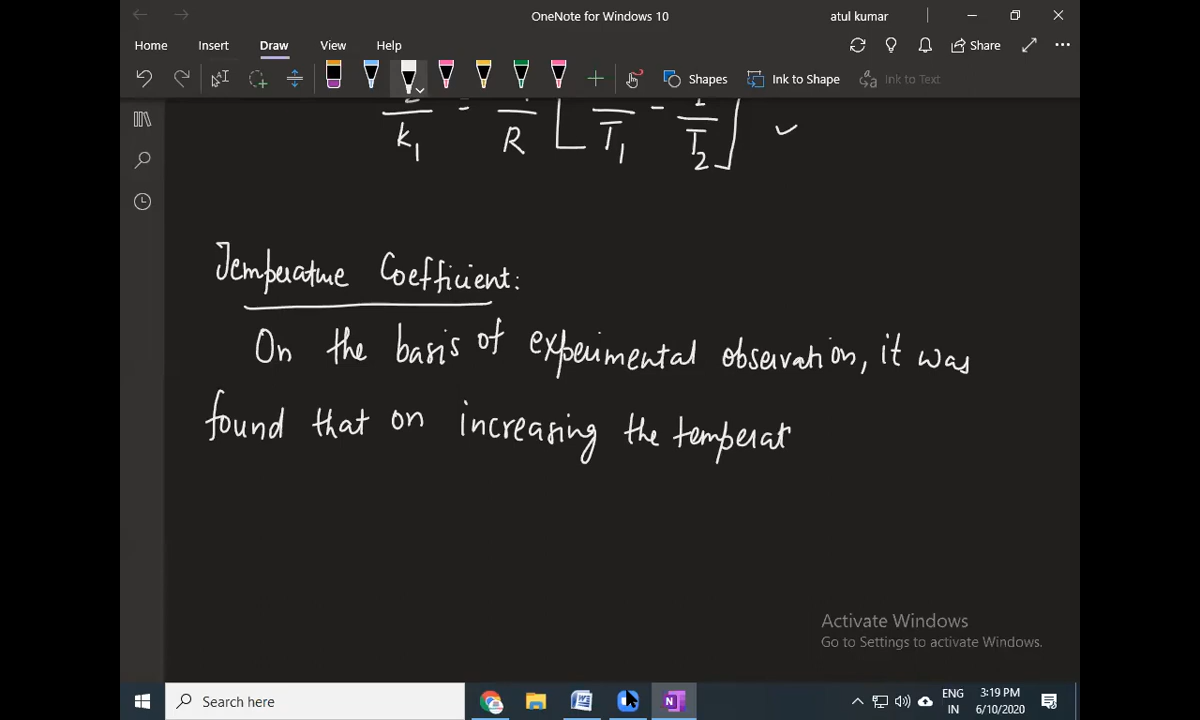 OneNote for Windows 10
atul kumar
Home Insert Draw View Help
Share
Shapes
Ink to Shape
Ink to Text
K1 = R [ T1 - T2 ]
Temperature Coefficient:
On the basis of experimental observation, it was
found that on increasing the temperat
Activate Windows
Go to Settings to activate Windows.
Search here
ENG
IN
3:19 PM
6/10/2020